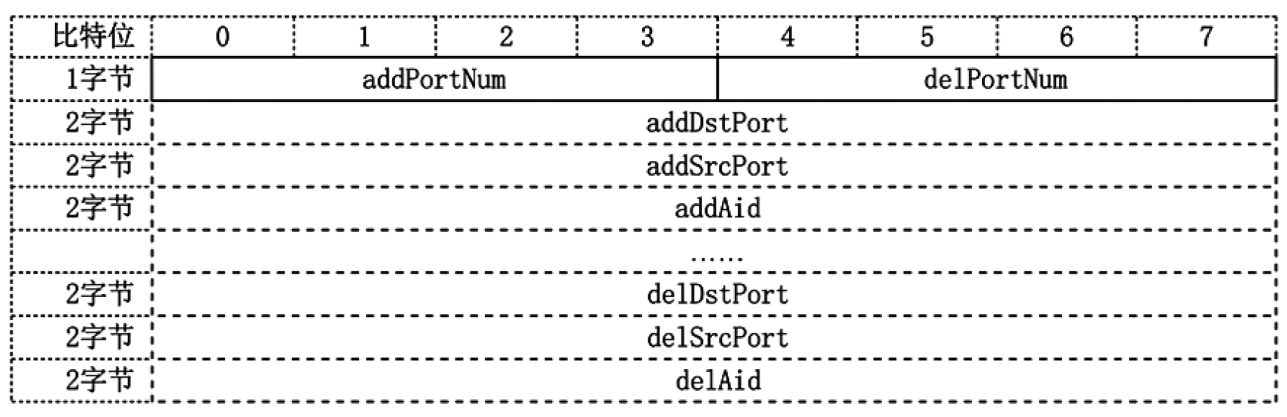 比特位 0 1 2 3 4 5 6 7
1字节 addPortNum delPortNum
2字节 addDstPort
2字节 addSrcPort
2字节 addAid
......
2字节 delDstPort
2字节 delSrcPort
2字节 delAid